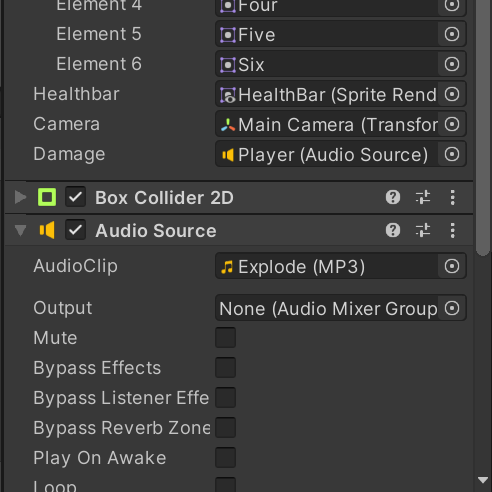 Element 4 Four
Element 5 Five
Element 6 Six
Healthbar HealthBar (Sprite Rend
Camera Main Camera (Transfor
Damage Player (Audio Source)
Box Collider 2D
Audio Source
AudioClip Explode (MP3)
Output None (Audio Mixer Group
Mute
Bypass Effects
Bypass Listener Effe
Bypass Reverb Zone
Play On Awake
Loop